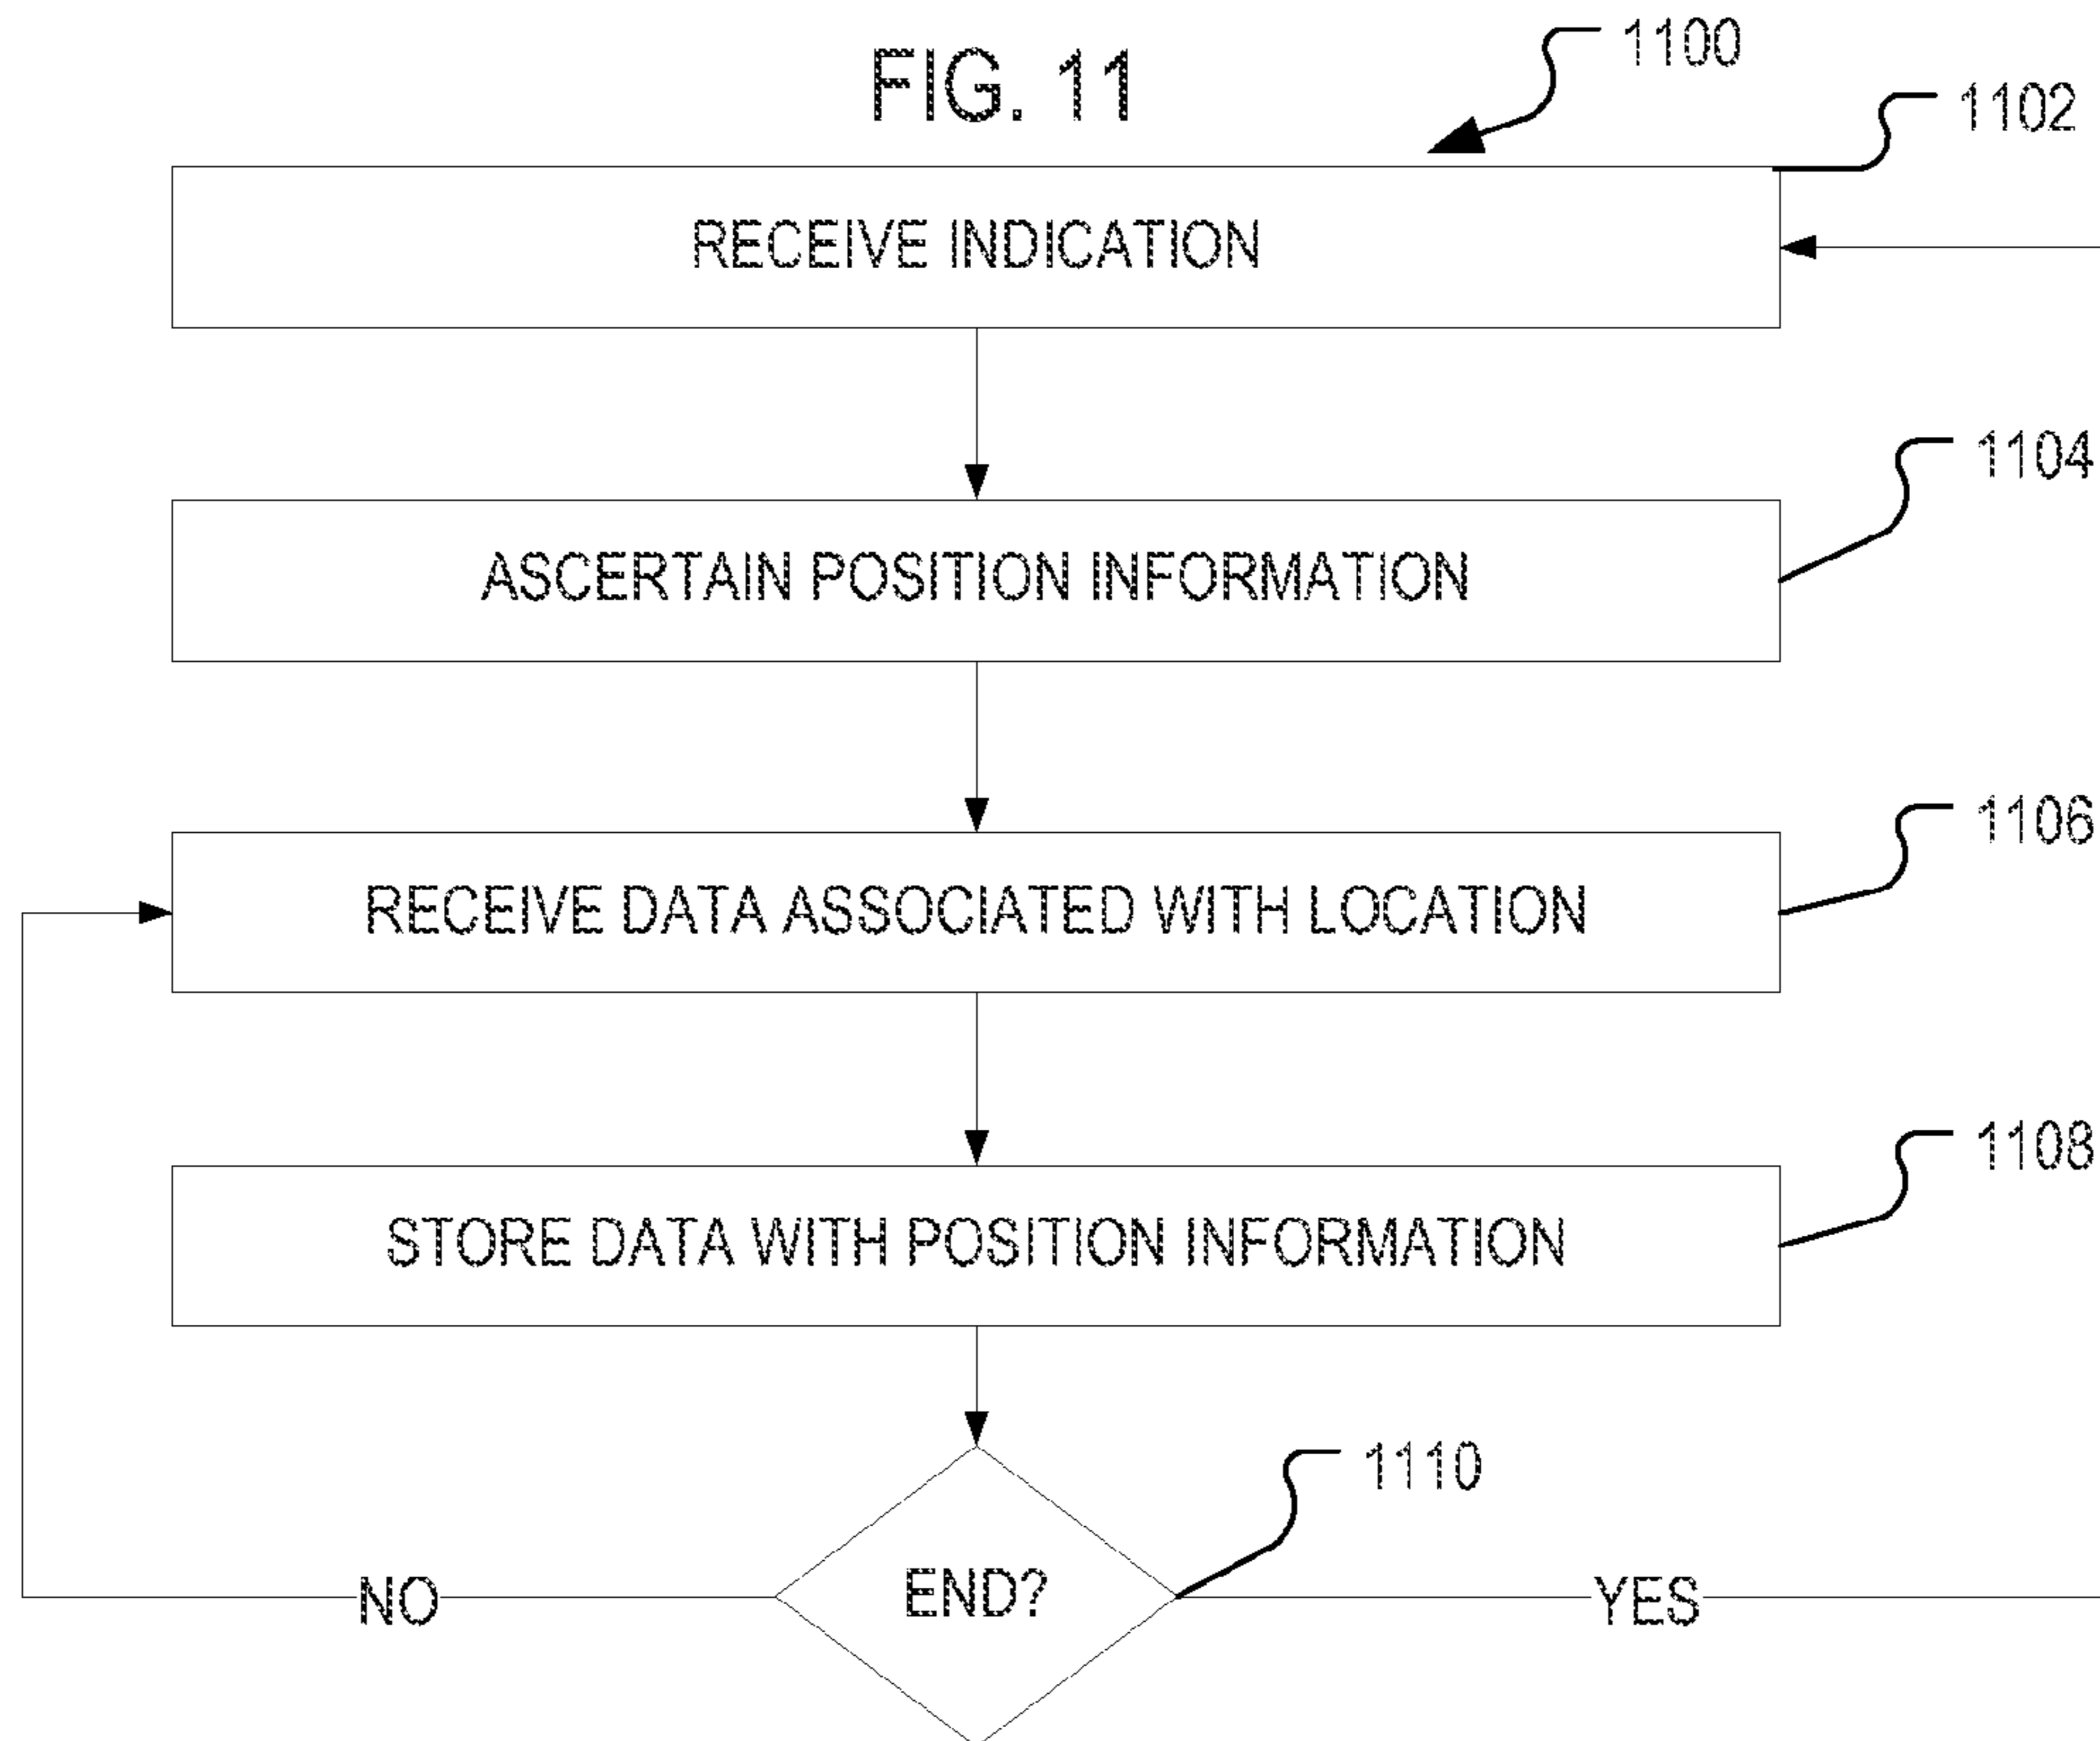 FIG. 11
1100
1102
RECEIVE INDICATION
1104
ASCERTAIN POSITION INFORMATION
1106
RECEIVE DATA ASSOCIATED WITH LOCATION
1108
STORE DATA WITH POSITION INFORMATION
1110
END?
NO
YES